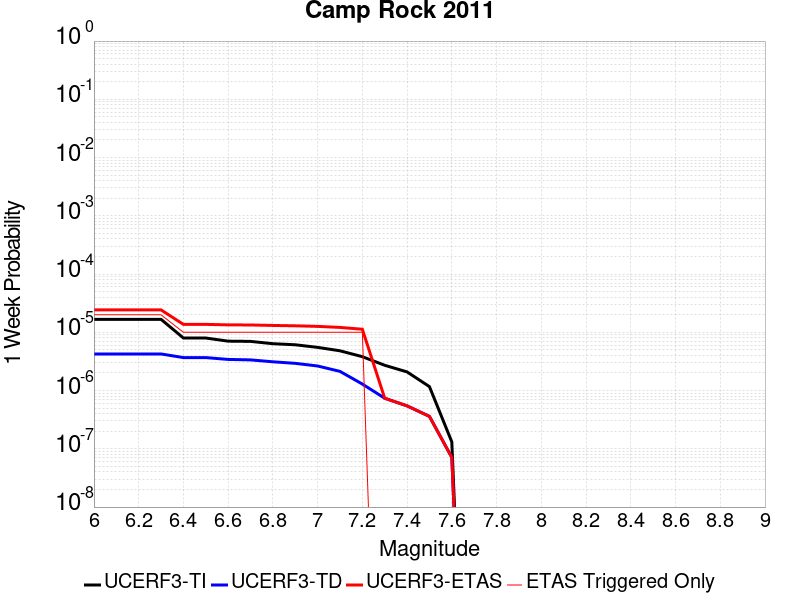 Camp Rock 2011
1 Week Probability
10^0
10^-1
10^-2
10^-3
10^-4
10^-5
10^-6
10^-7
10^-8
6 6.2 6.4 6.6 6.8 7 7.2 7.4 7.6 7.8 8 8.2 8.4 8.6 8.8 9
Magnitude
UCERF3-TI UCERF3-TD UCERF3-ETAS ETAS Triggered Only